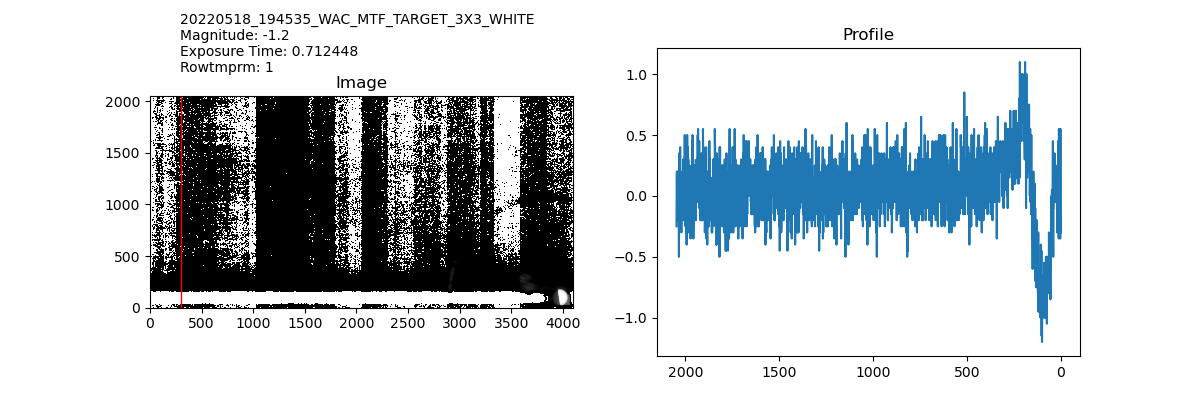 20220518_194535_WAC_MTF_TARGET_3X3_WHITE
Magnitude: -1.2
Exposure Time: 0.712448
Rowtmprm: 1
Image
2000
1500
1000
500
0
0 500 1000 1500 2000 2500 3000 3500 4000
Profile
1.0
0.5
0.0
−0.5
−1.0
2000 1500 1000 500 0